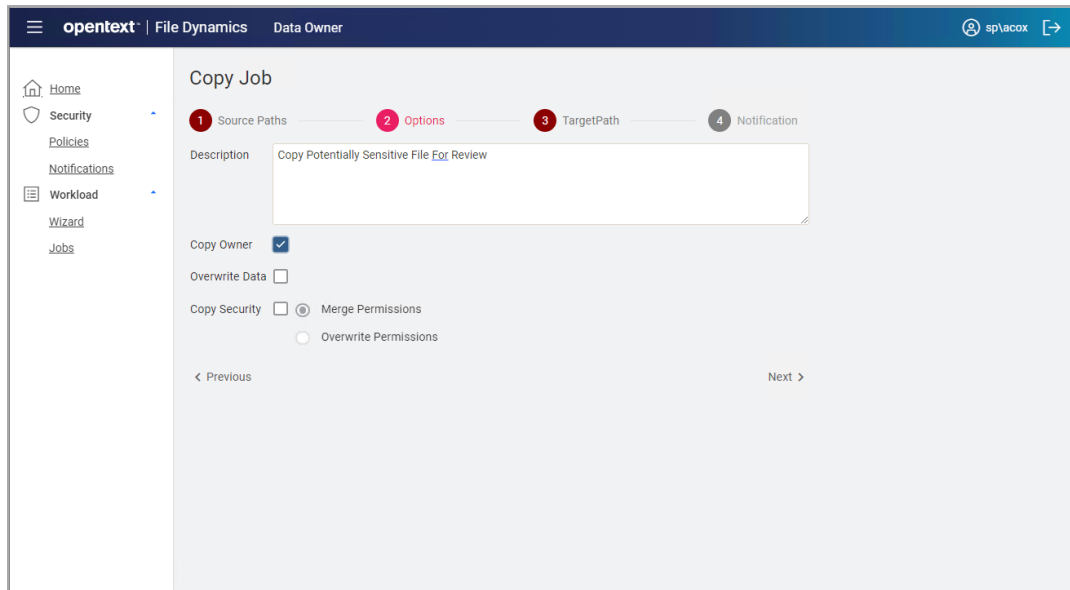 opentext™ | File Dynamics Data Owner sp\acox
Home
Security
Policies
Notifications
Workload
Wizard
Jobs
Copy Job
1 Source Paths 2 Options 3 TargetPath 4 Notification
Description Copy Potentially Sensitive File For Review
Copy Owner
Overwrite Data
Copy Security Merge Permissions
Overwrite Permissions
< Previous Next >